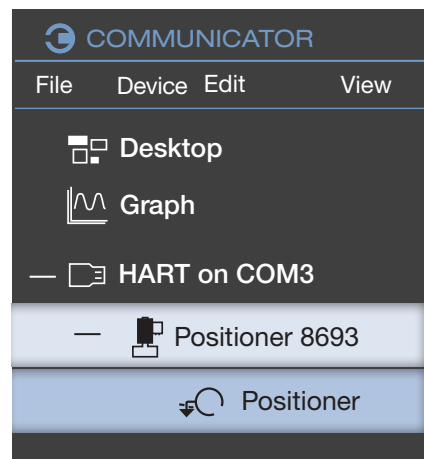 COMMUNICATOR
File Device Edit View
Desktop
Graph
HART on COM3
Positioner 8693
Positioner